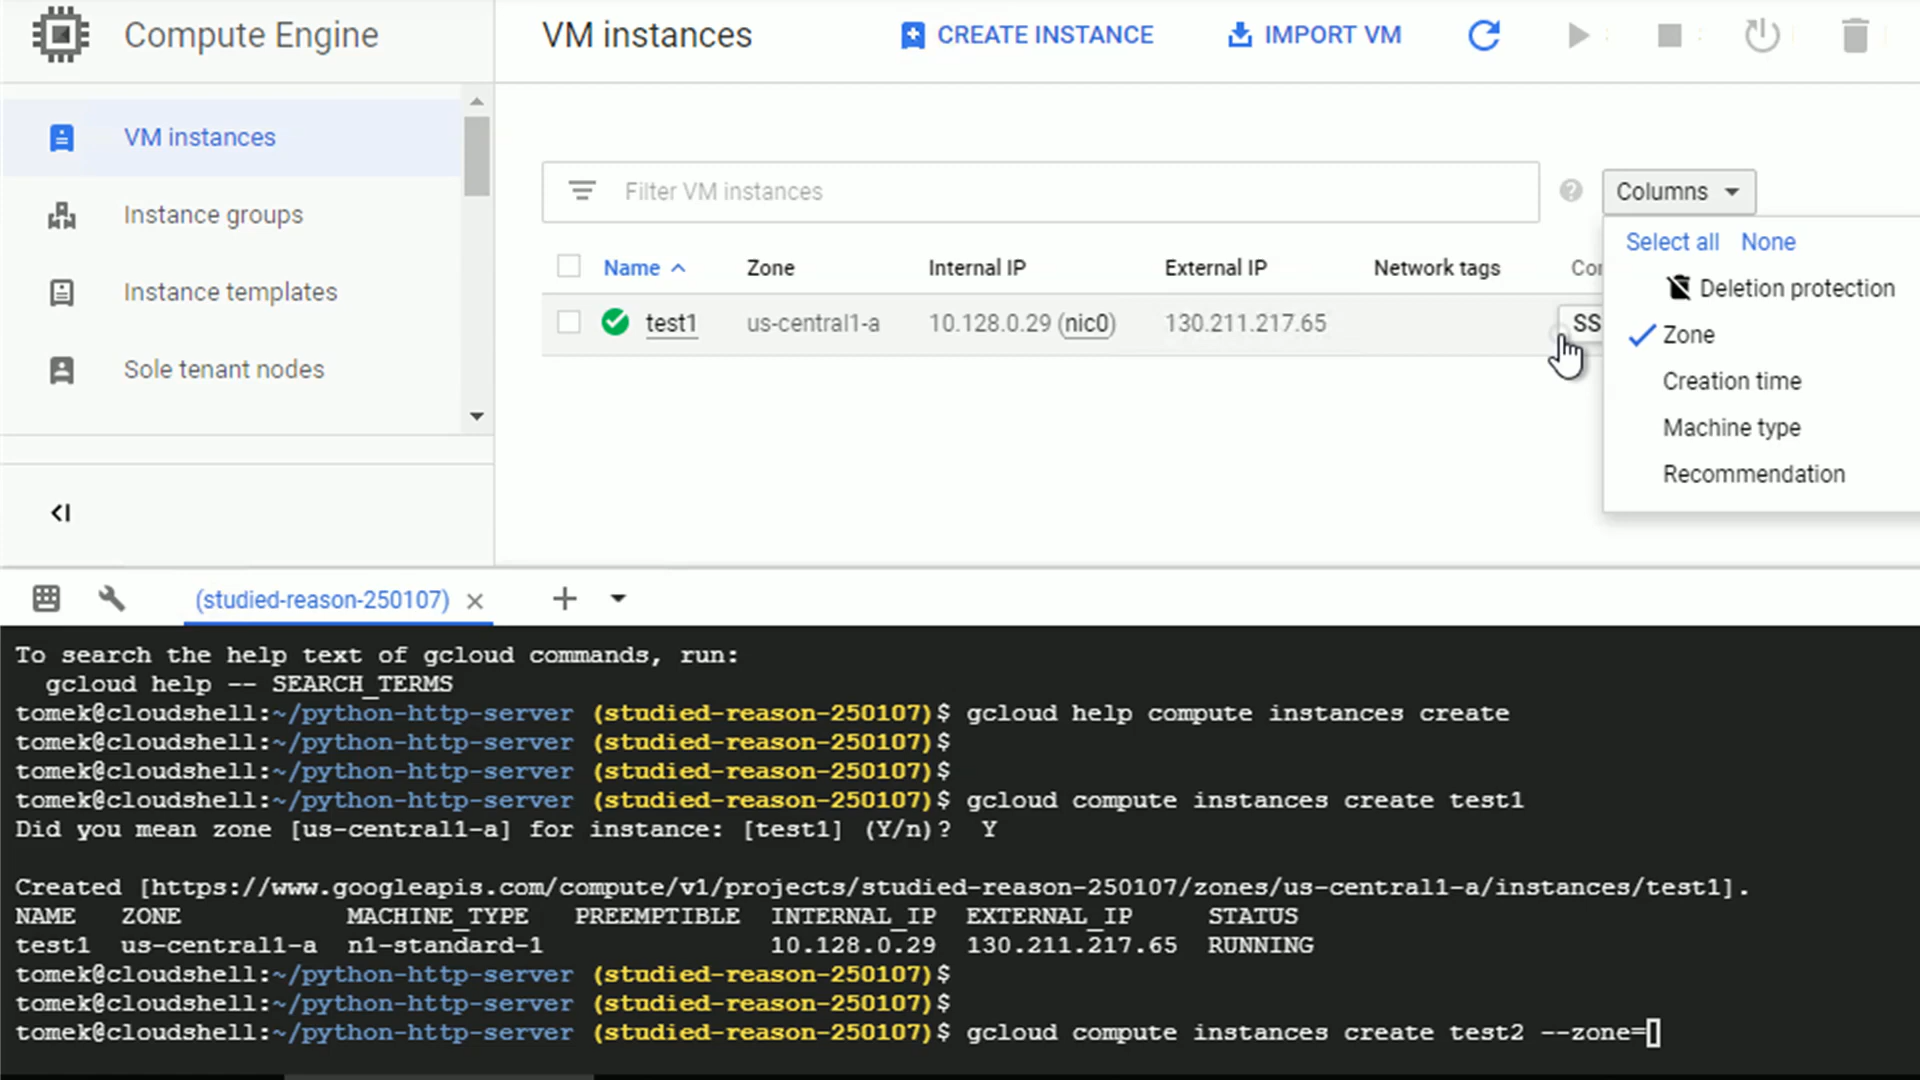 Compute Engine
VM instances
CREATE INSTANCE
IMPORT VM
VM instances
Instance groups
Instance templates
Sole tenant nodes
Filter VM instances
Columns
Select all None
Deletion protection
Zone
Creation time
Machine type
Recommendation
Name Zone Internal IP External IP Network tags
test1 us-central1-a 10.128.0.29 (nic0) 130.211.217.65
(studied-reason-250107)
To search the help text of gcloud commands, run:
gcloud help -- SEARCH_TERMS
tomek@cloudshell:~/python-http-server (studied-reason-250107)$ gcloud help compute instances create
tomek@cloudshell:~/python-http-server (studied-reason-250107)$
tomek@cloudshell:~/python-http-server (studied-reason-250107)$
tomek@cloudshell:~/python-http-server (studied-reason-250107)$ gcloud compute instances create test1
Did you mean zone [us-central1-a] for instance: [test1] (Y/n)? Y
Created [https://www.googleapis.com/compute/v1/projects/studied-reason-250107/zones/us-central1-a/instances/test1].
NAME ZONE MACHINE_TYPE PREEMPTIBLE INTERNAL_IP EXTERNAL_IP STATUS
test1 us-central1-a n1-standard-1 10.128.0.29 130.211.217.65 RUNNING
tomek@cloudshell:~/python-http-server (studied-reason-250107)$
tomek@cloudshell:~/python-http-server (studied-reason-250107)$
tomek@cloudshell:~/python-http-server (studied-reason-250107)$ gcloud compute instances create test2 --zone=